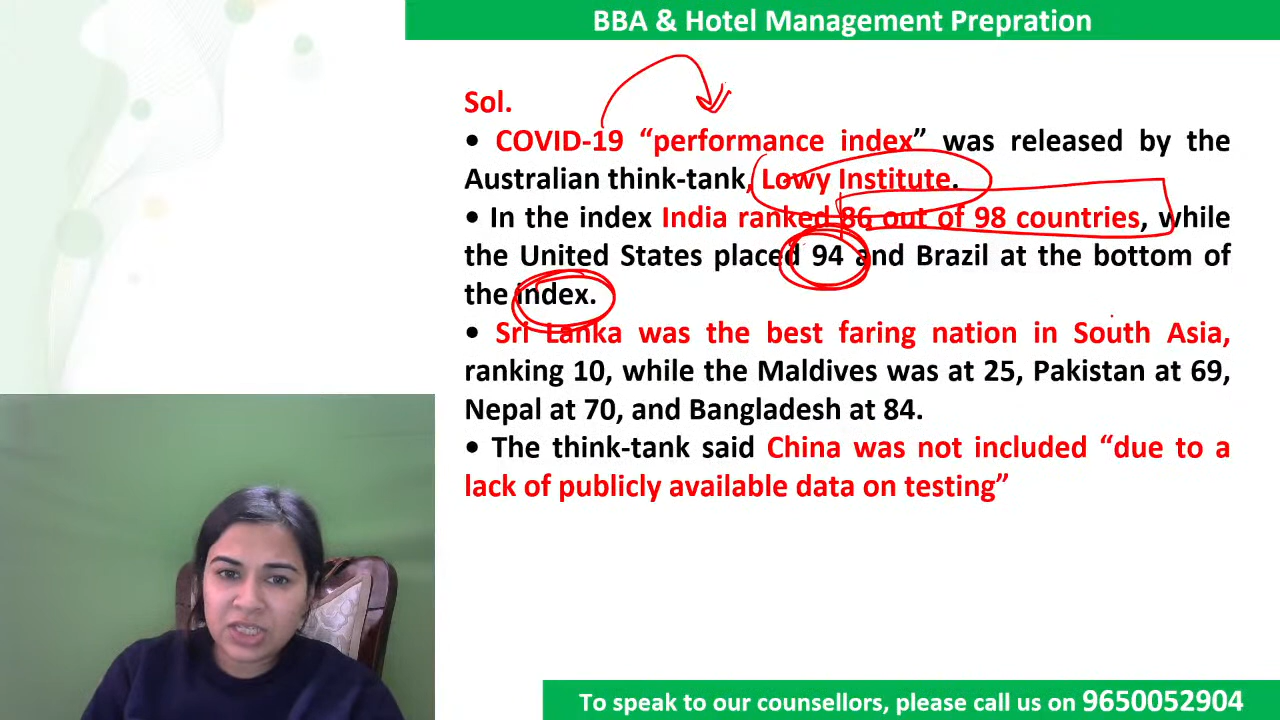 BBA & Hotel Management Prepration
Sol.
• COVID-19 “performance index” was released by the
Australian think-tank, Lowy Institute.
• In the index India ranked 86 out of 98 countries, while
the United States placed 94 and Brazil at the bottom of
the index.
• Sri Lanka was the best faring nation in South Asia,
ranking 10, while the Maldives was at 25, Pakistan at 69,
Nepal at 70, and Bangladesh at 84.
• The think-tank said China was not included “due to a
lack of publicly available data on testing”
To speak to our counsellors, please call us on 9650052904